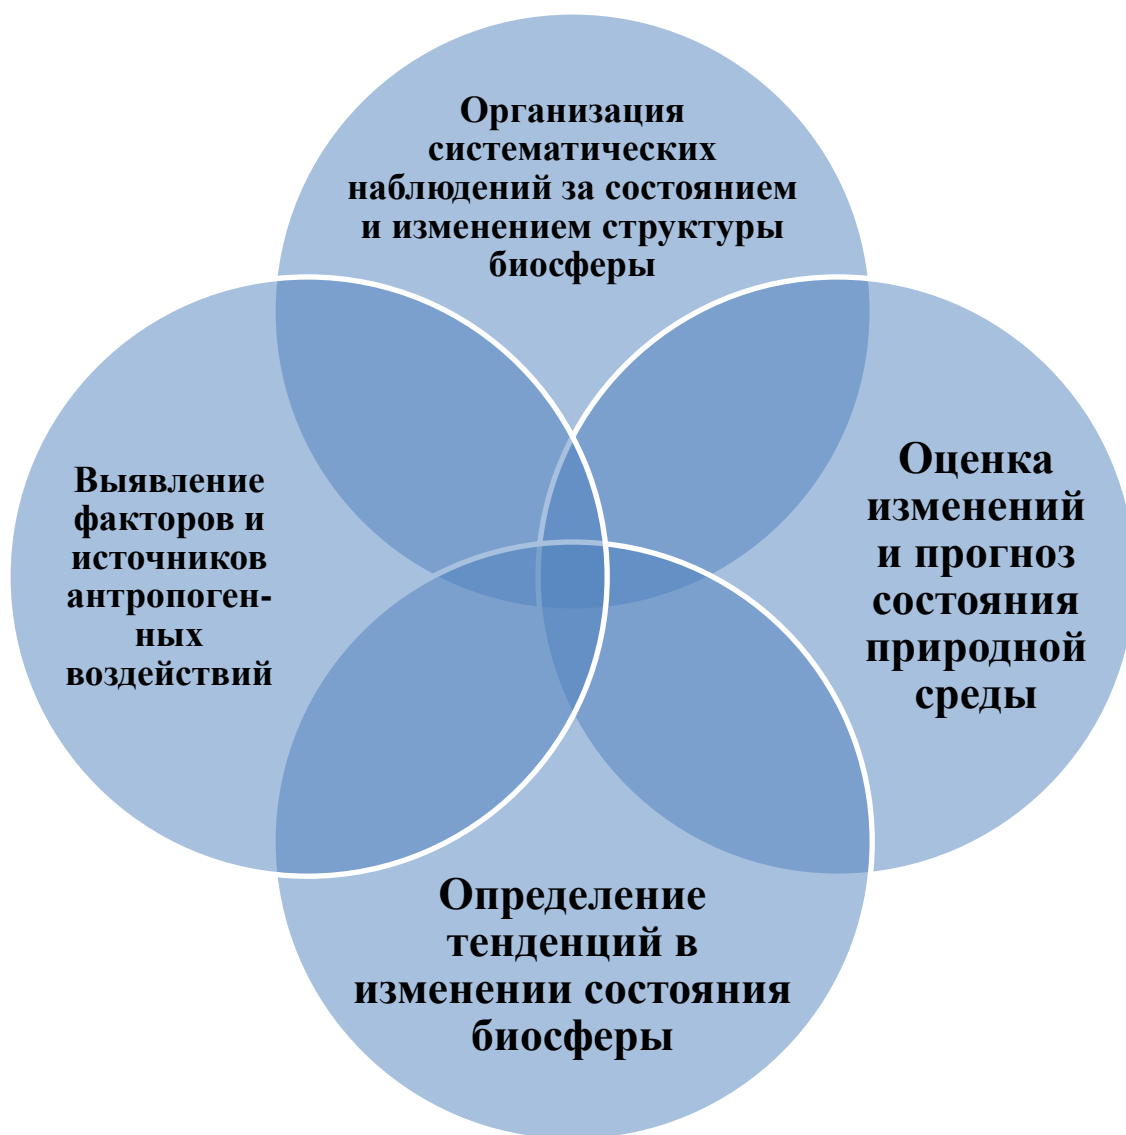 Организация
систематических
наблюдений за состоянием
и изменением структуры
биосферы
Оценка
изменений
и прогноз
состояния
природной
среды
Определение
тенденций в
изменении состояния
биосферы
Выявление
факторов и
источников
антропоген-
ных
воздействий